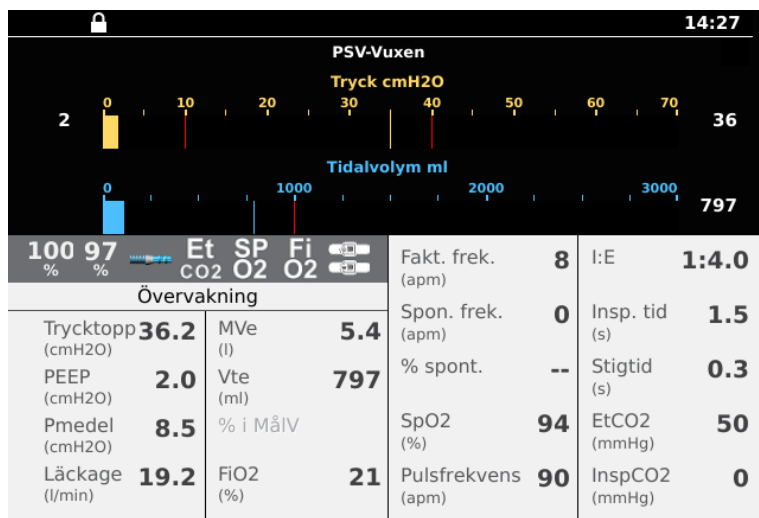 14:27
PSV-Vuxen
Tryck cmH2O
0 10 20 30 40 50 60 70
2 36
Tidalvolym ml
0 1000 2000 3000
797
100 97 Et SP Fi
% % CO2 O2 O2
Övervakning
Trycktopp 36.2
(cmH2O)
PEEP 2.0
(cmH2O)
Pmedel 8.5
(cmH2O)
Läckage 19.2
(l/min)
MVe 5.4
(l)
Vte 797
(ml)
% i MålV
FiO2 21
(%)
Fakt. frek. 8
(apm)
Spon. frek. 0
(apm)
% spont. --
SpO2 94
(%)
Pulsfrekvens 90
(apm)
I:E 1:4.0
Insp. tid 1.5
(s)
Stigtid 0.3
(s)
EtCO2 50
(mmHg)
InspCO2 0
(mmHg)